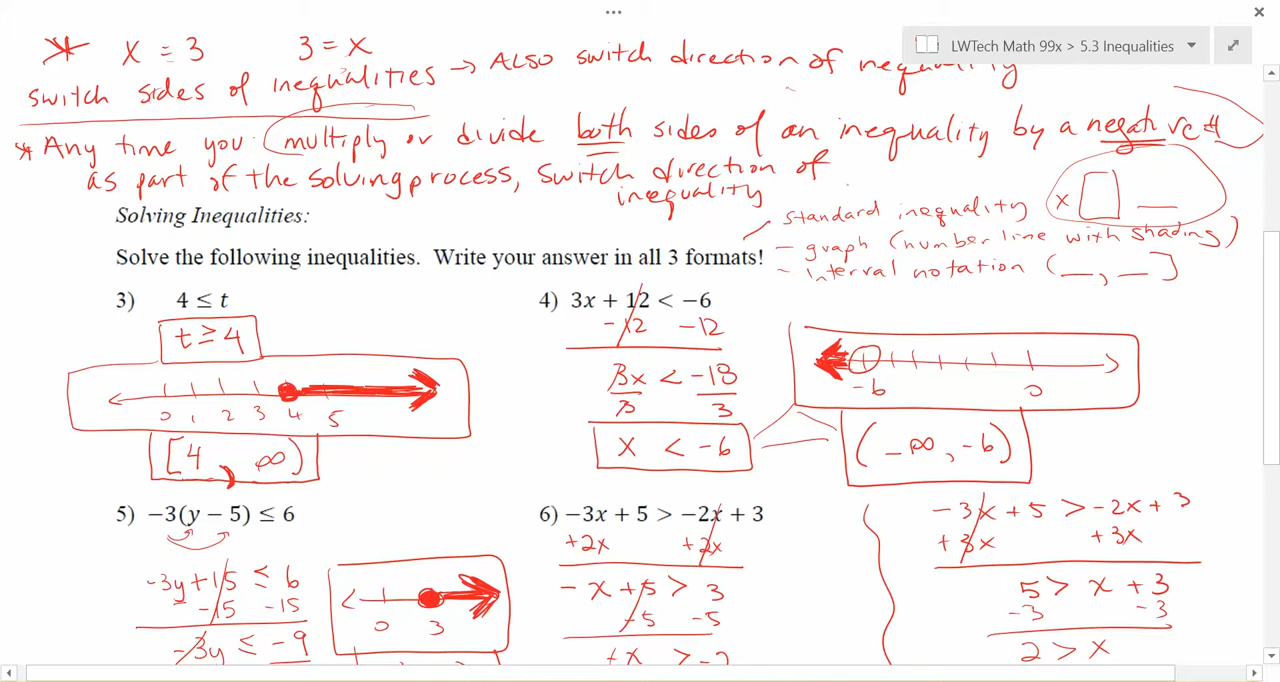 LWTech Math 99x > 5.3 Inequalities
* x = 3 3 = x
switch sides of inequalities → Also switch direction of inequality
* Any time you multiply or divide both sides of an inequality by a negative #
as part of the solving process, switch direction of
inequality
Solving Inequalities:
Solve the following inequalities. Write your answer in all 3 formats!
- standard inequality x □ __
- graph (number line with shading)
- interval notation (__, __]
3) 4 ≤ t
t ≥ 4
0 1 2 3 4 5
[4, ∞)
4) 3x + 12 < −6
-12 -12
3x < -18
3 3
x < -6
-6 0
(-∞, -6)
5) −3(y − 5) ≤ 6
-3y + 15 ≤ 6
-15 -15
-3y ≤ -9
0 3
6) −3x + 5 > −2x + 3
+2x +2x
-x + 5 > 3
-5 -5
-3x + 5 > -2x + 3
+3x +3x
5 > x + 3
-3 -3
2 > x